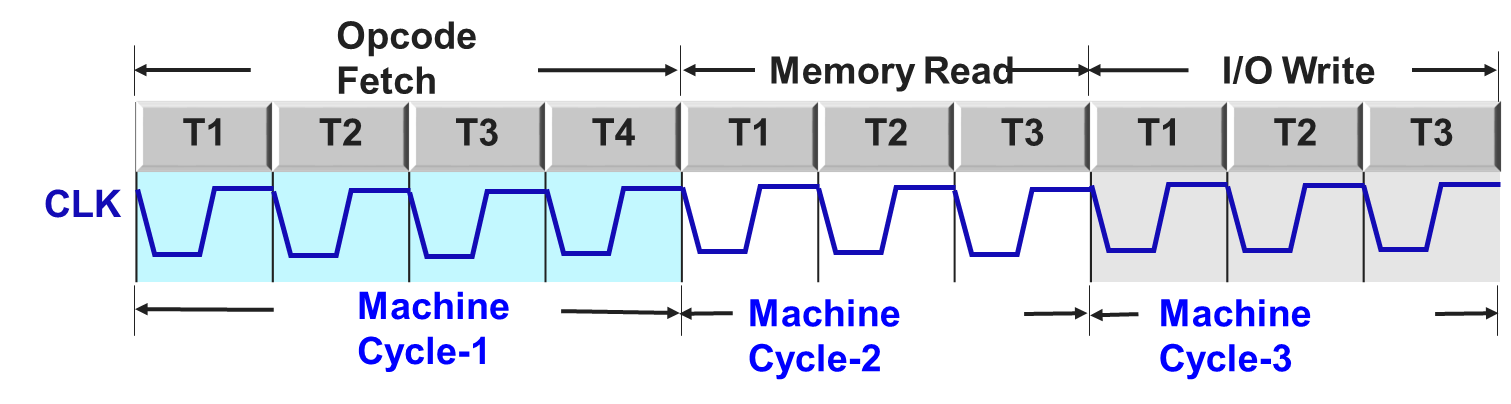 Opcode
Fetch
Memory Read
I/O Write
T1 T2 T3 T4 T1 T2 T3 T1 T2 T3
CLK
Machine
Cycle-1
Machine
Cycle-2
Machine
Cycle-3